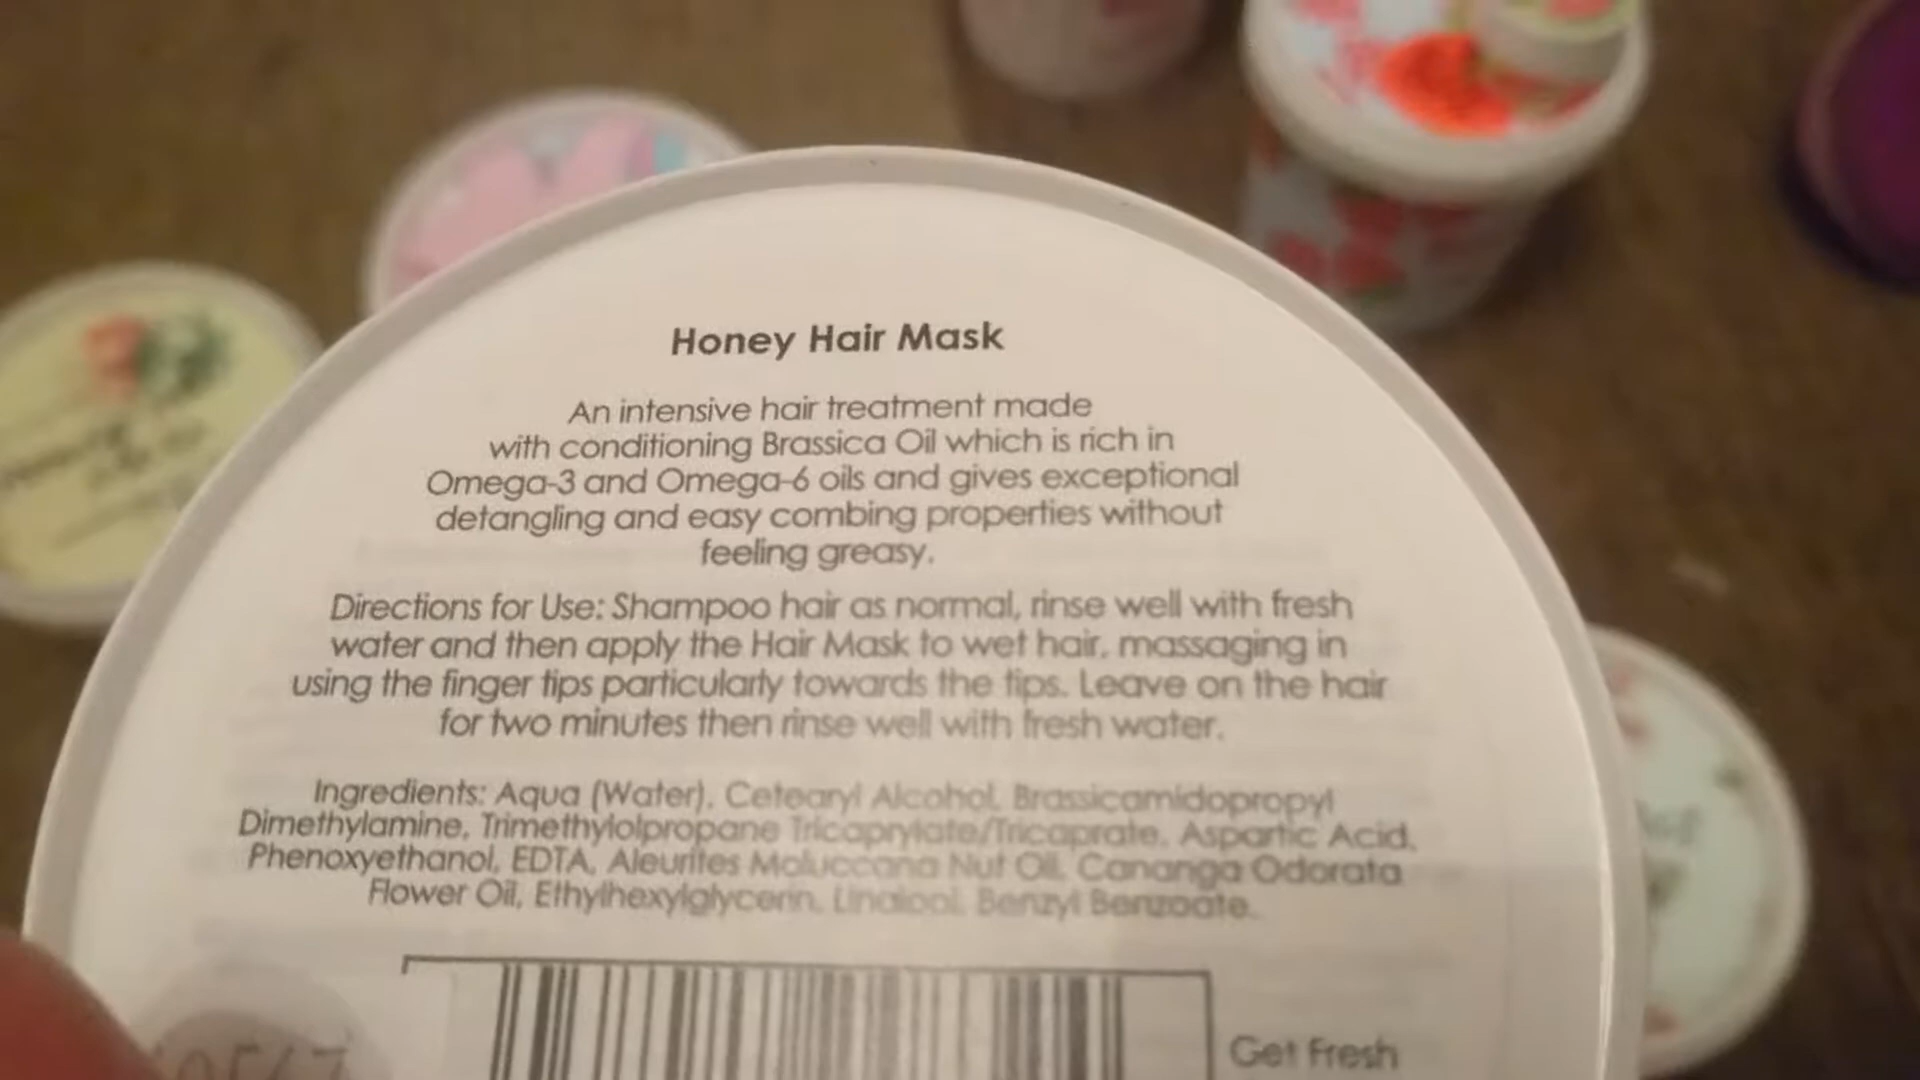 Honey Hair Mask
An intensive hair treatment made
with conditioning Brassica Oil which is rich in
Omega-3 and Omega-6 oils and gives exceptional
detangling and easy combing properties without
feeling greasy.
Directions for Use: Shampoo hair as normal, rinse well with fresh
water and then apply the Hair Mask to wet hair, massaging in
using the finger tips particularly towards the tips. Leave on the hair
for two minutes then rinse well with fresh water.
Ingredients: Aqua (Water), Cetearyl Alcohol, Brassicamidopropyl
Dimethylamine, Trimethylolpropane Tricaprylate/Tricaprate, Aspartic Acid,
Phenoxyethanol, EDTA, Aleurites Moluccana Nut Oil, Cananga Odorata
Flower Oil, Ethylhexylglycerin, Linalool, Benzyl Benzoate.
Get Fresh